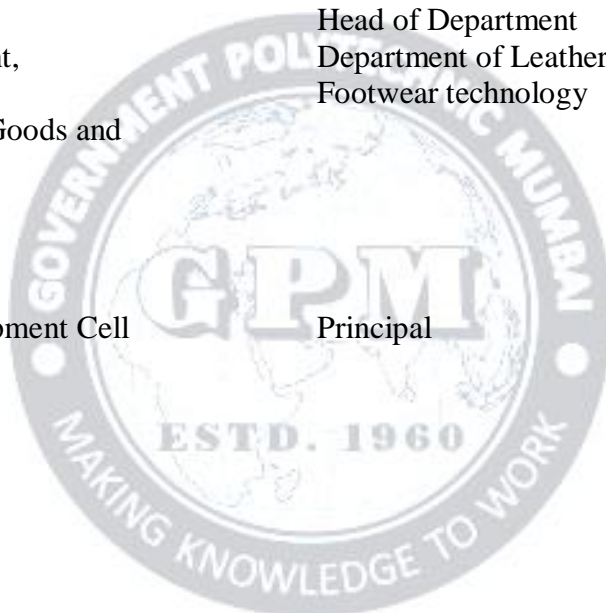 Head of Department
t, Department of Leather
Footwear technology
Goods and
pment Cell Principal
GOVERNMENT POLYTECHNIC MUMBAI
GPM
ESTD. 1960
MAKING KNOWLEDGE TO WORK